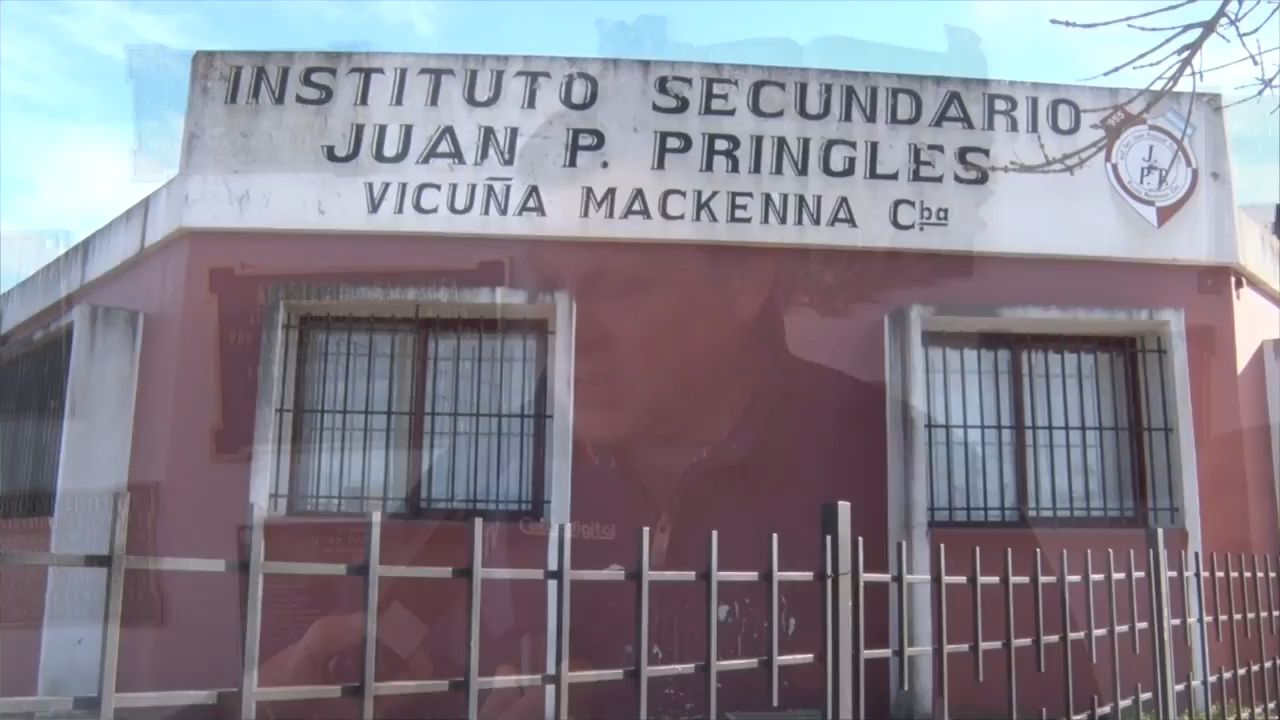 INSTITUTO SECUNDARIO
JUAN P. PRINGLES
VICUÑA MACKENNA Cba
J.
P. P.